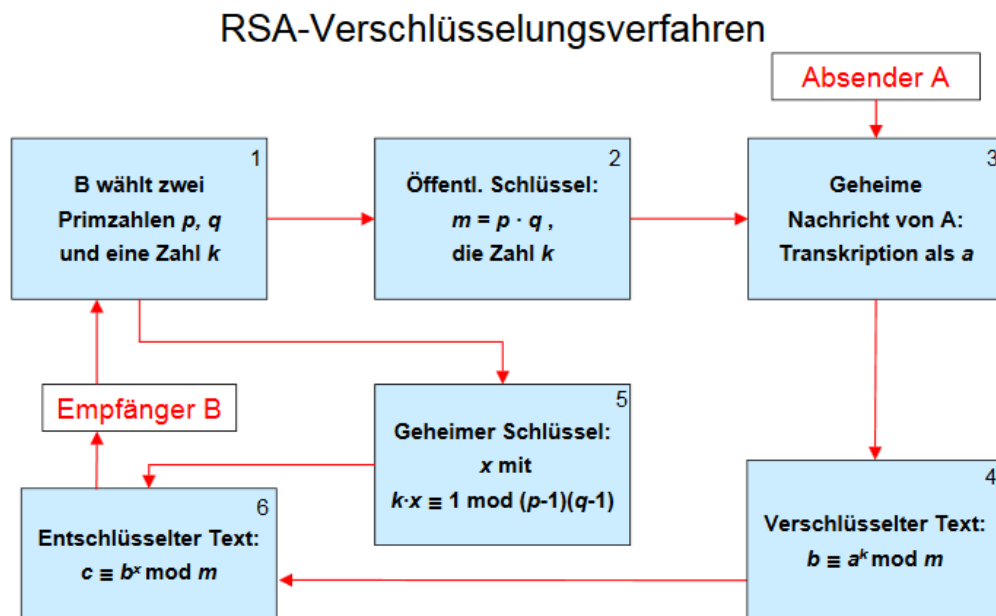 RSA-Verschlüsselungsverfahren
Absender A
1
B wählt zwei
Primzahlen p, q
und eine Zahl k
2
Öffentl. Schlüssel:
m = p · q ,
die Zahl k
3
Geheime
Nachricht von A:
Transkription als a
Empfänger B
5
Geheimer Schlüssel:
x mit
k·x ≡ 1 mod (p-1)(q-1)
4
Verschlüsselter Text:
b ≡ aᵏ mod m
6
Entschlüsselter Text:
c ≡ bˣ mod m